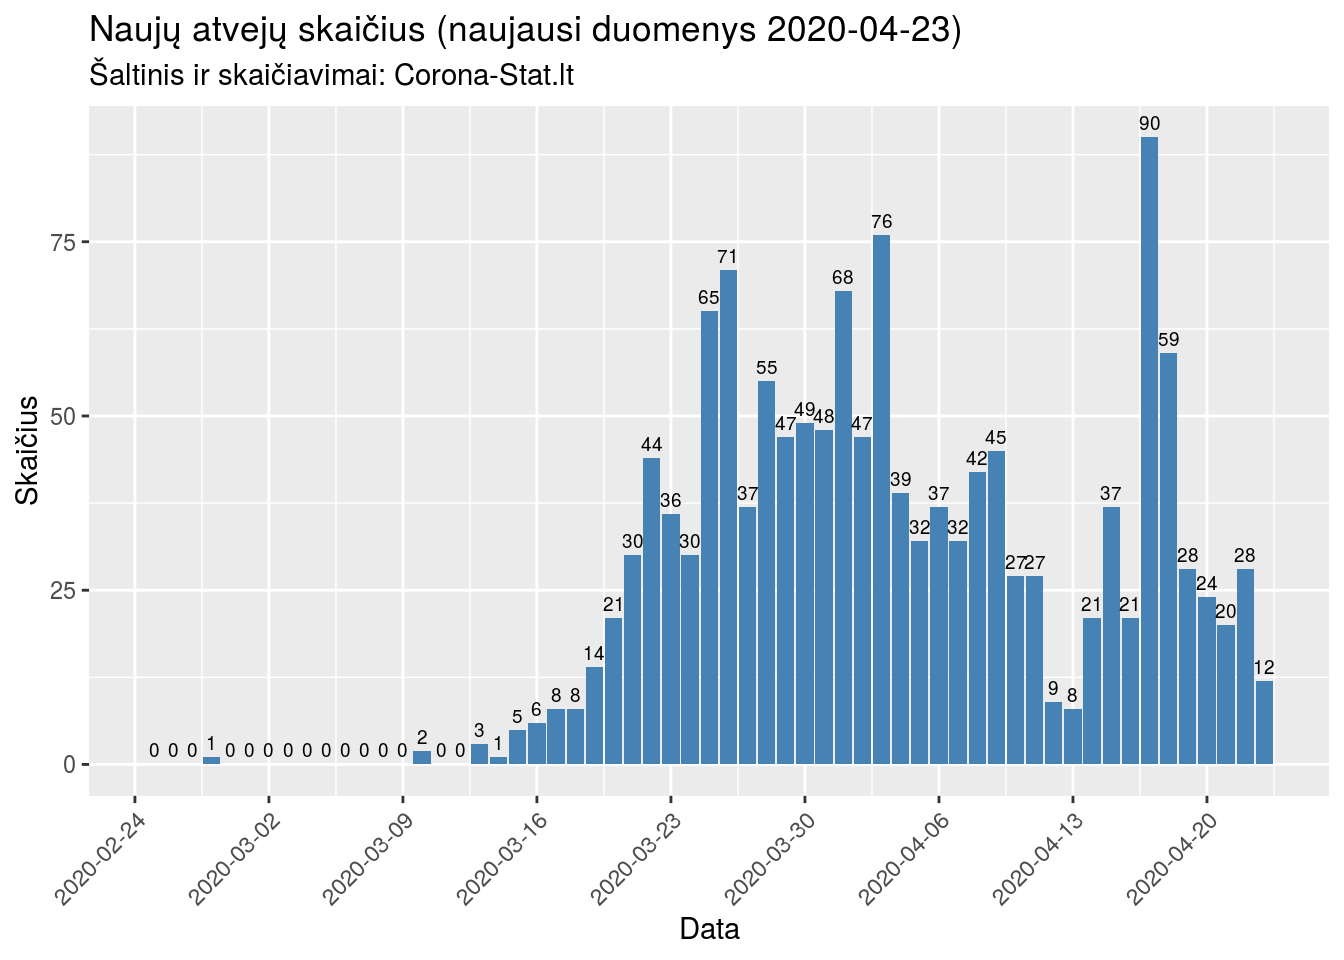 Naujų atvejų skaičius (naujausi duomenys 2020-04-23)
Šaltinis ir skaičiavimai: Corona-Stat.lt
Skaičius
75
50
25
0
0 0 0 1 0 0 0 0 0 0 0 0 0 0 2 0 0 3 1 5 6 8 8 14 21 30 44 36 30 65 71 37 55 47 49 48 68 47 76 39 32 37 32 42 45 27 27 9 8 21 37 21 90 59 28 24 20 28 12
2020-02-24 2020-03-02 2020-03-09 2020-03-16 2020-03-23 2020-03-30 2020-04-06 2020-04-13 2020-04-20
Data